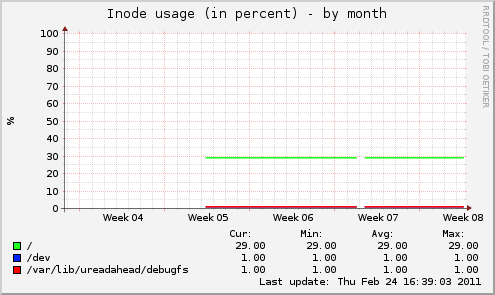 Inode usage (in percent) - by month
RRDTOOL / TOBI OETIKER
%
100
90
80
70
60
50
40
30
20
10
0
Week 04 Week 05 Week 06 Week 07 Week 08
Cur: Min: Avg: Max:
/ 29.00 29.00 29.00 29.00
/dev 1.00 1.00 1.00 1.00
/var/lib/ureadahead/debugfs 1.00 1.00 1.00 1.00
Last update: Thu Feb 24 16:39:03 2011